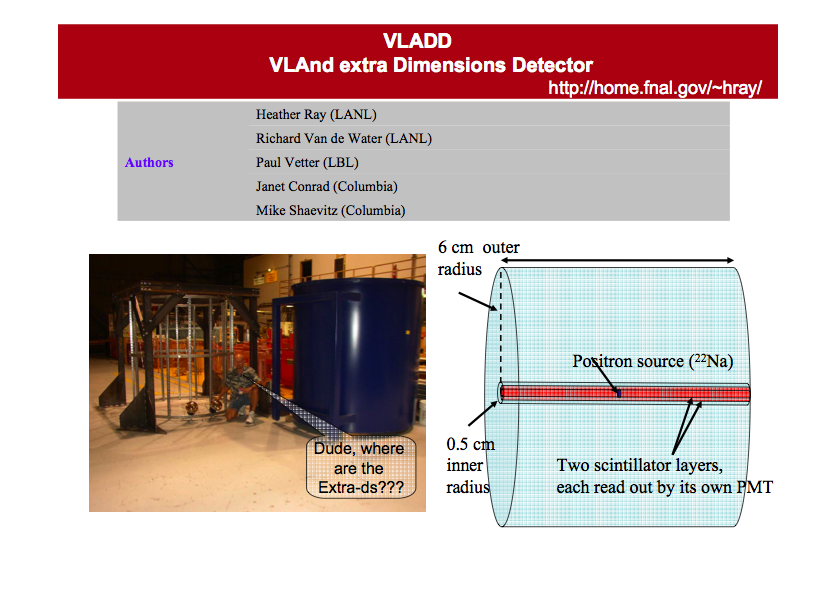 VLADD
VLAnd extra Dimensions Detector
http://home.fnal.gov/~hray/
Authors
Heather Ray (LANL)
Richard Van de Water (LANL)
Paul Vetter (LBL)
Janet Conrad (Columbia)
Mike Shaevitz (Columbia)
Dude, where
are the
Extra-ds???
6 cm outer
radius
Positron source (²²Na)
0.5 cm
inner
radius
Two scintillator layers,
each read out by its own PMT